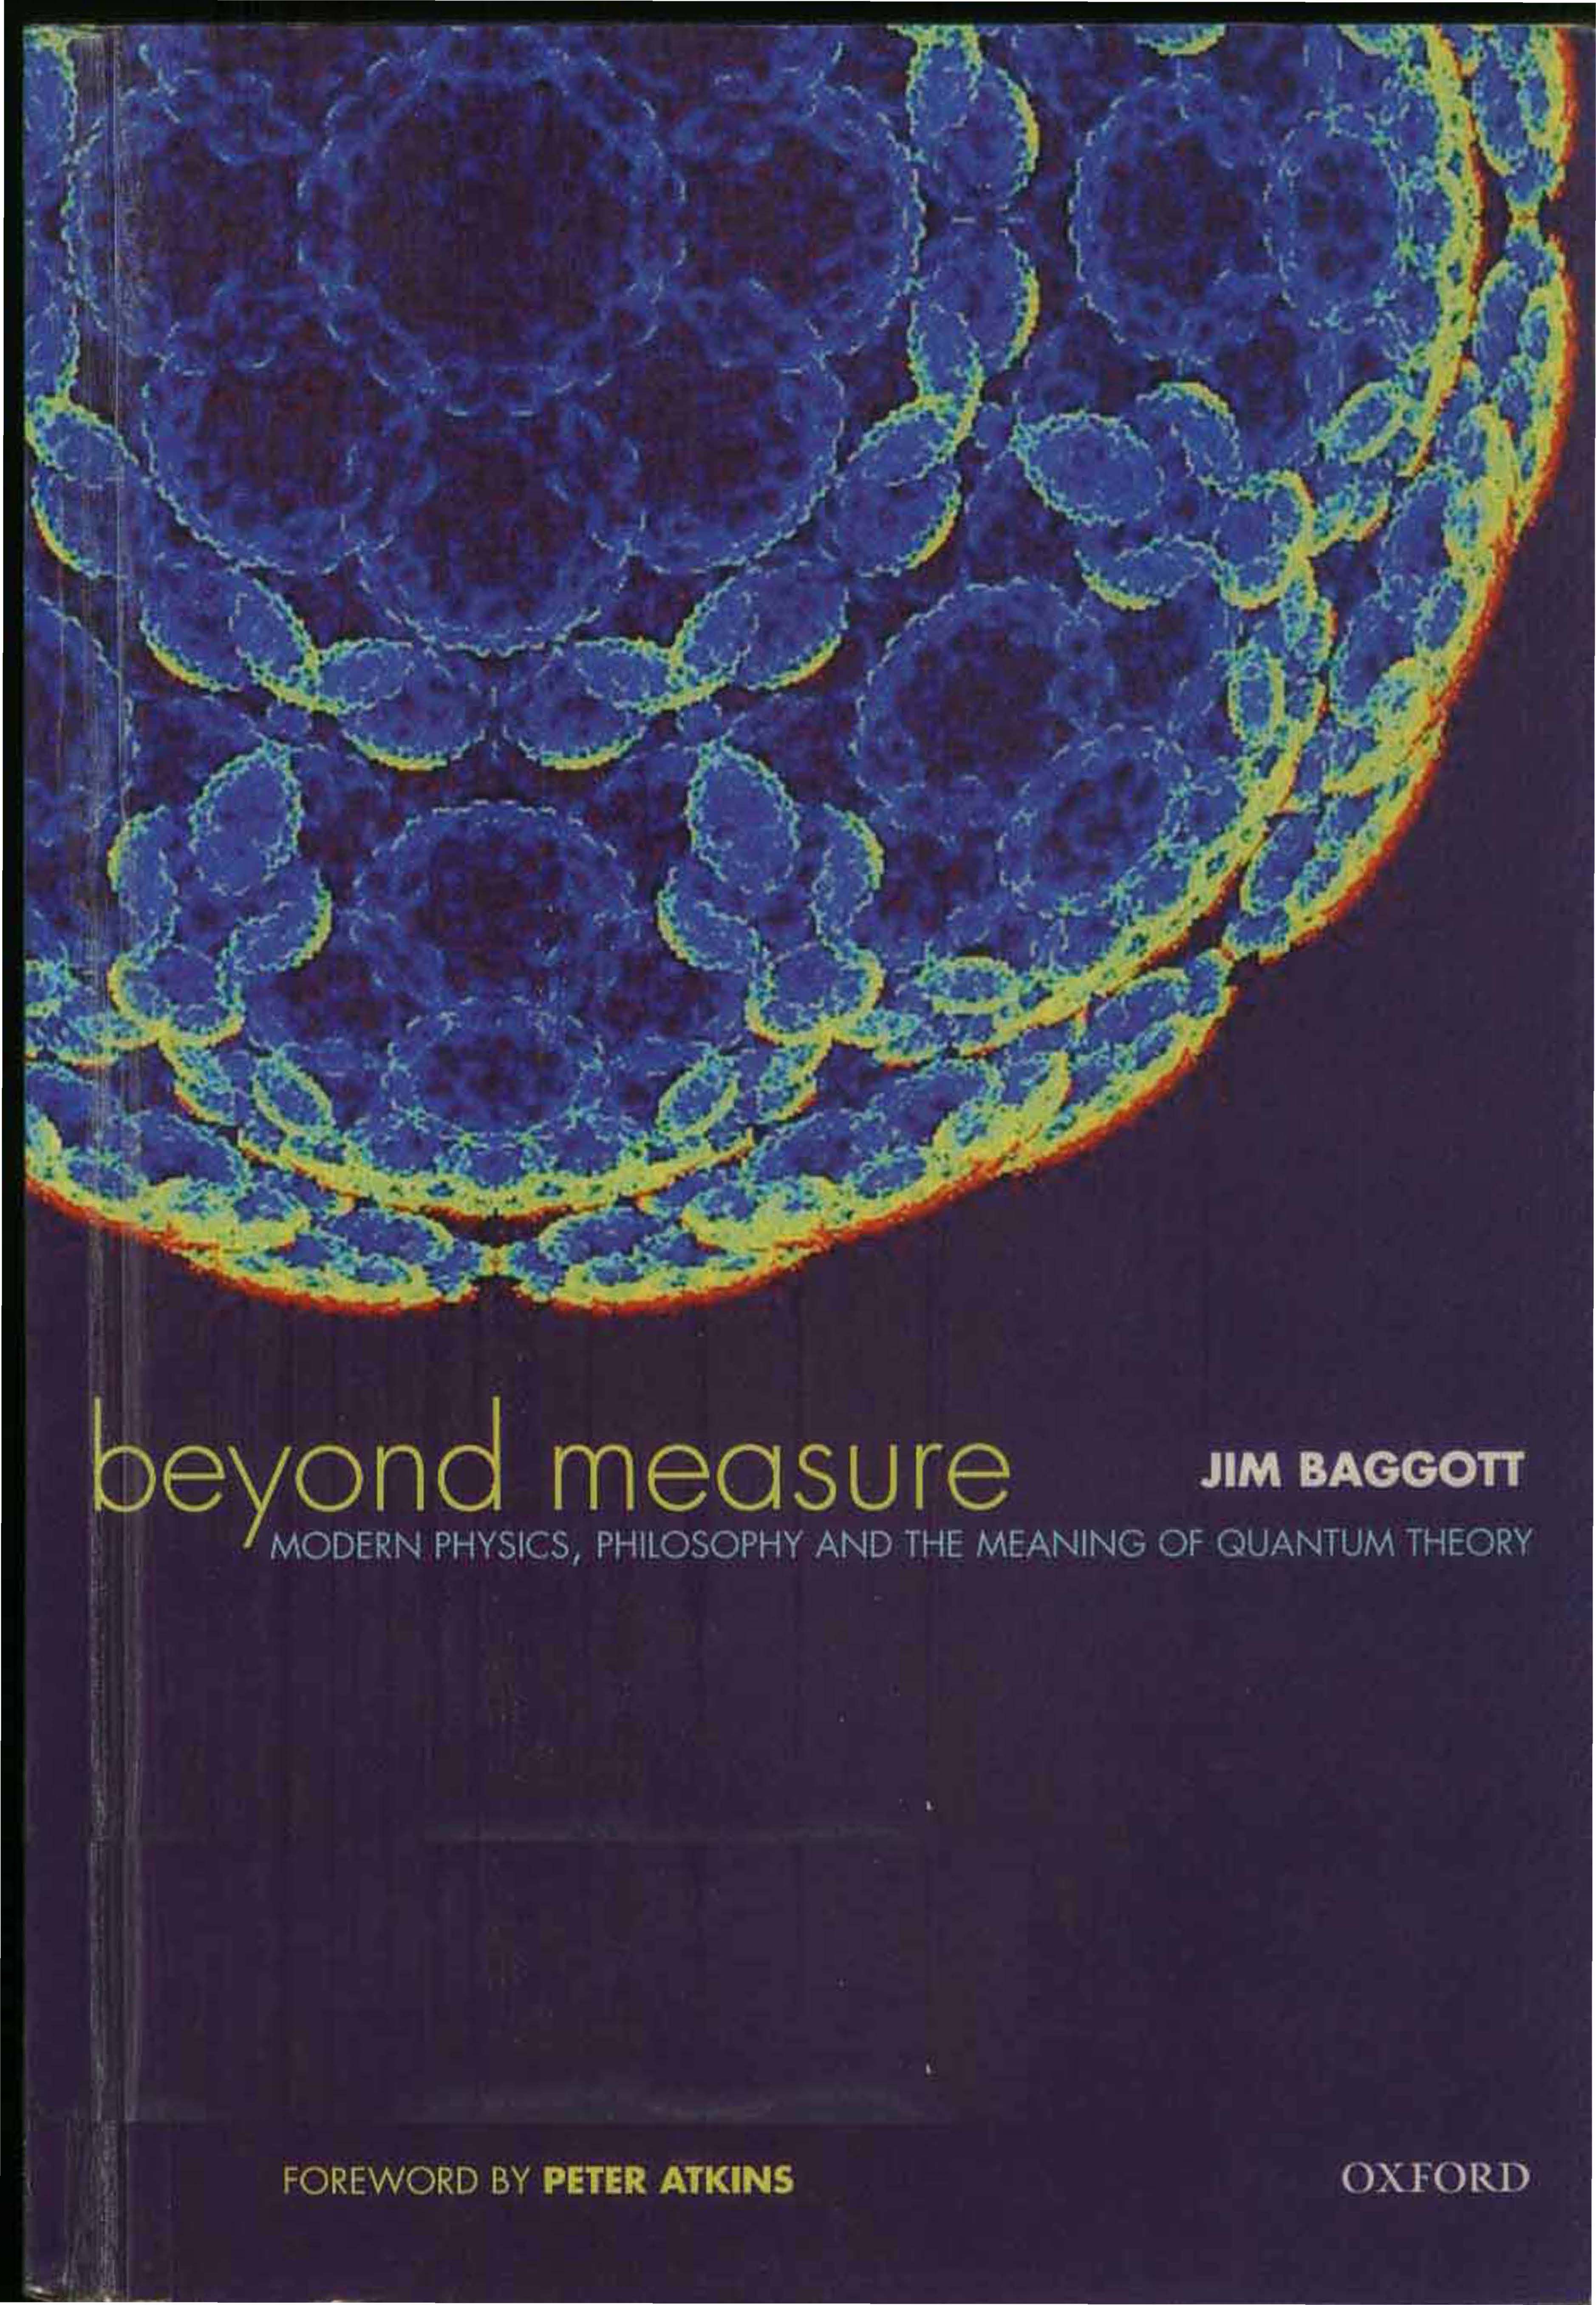 beyond measure
JIM BAGGOTT
MODERN PHYSICS, PHILOSOPHY AND THE MEANING OF QUANTUM THEORY
FOREWORD BY PETER ATKINS
OXFORD